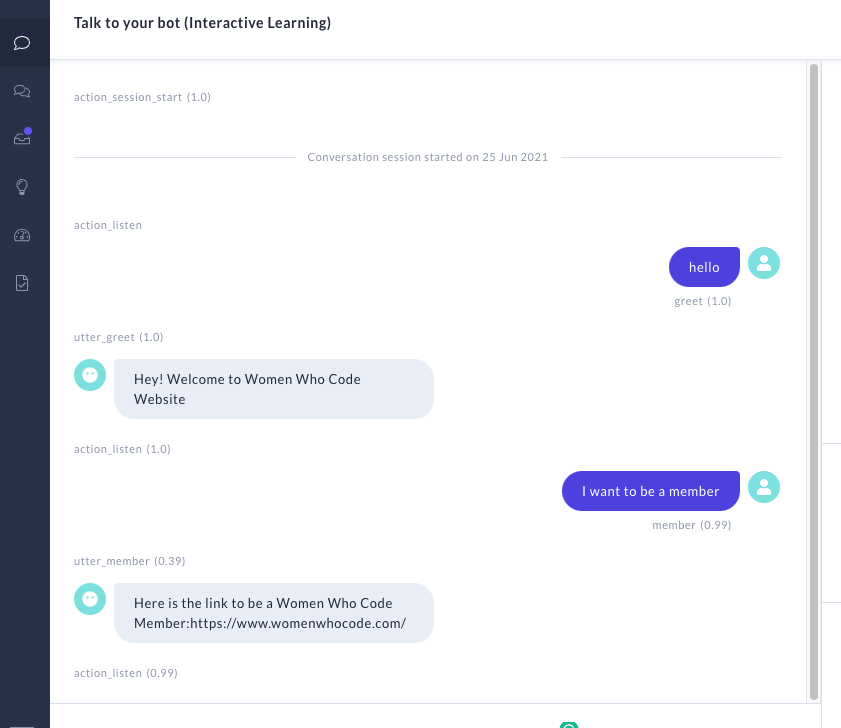 Talk to your bot (Interactive Learning)
action_session_start (1.0)
Conversation session started on 25 Jun 2021
action_listen
hello
greet (1.0)
utter_greet (1.0)
Hey! Welcome to Women Who Code
Website
action_listen (1.0)
I want to be a member
member (0.99)
utter_member (0.39)
Here is the link to be a Women Who Code
Member:https://www.womenwhocode.com/
action_listen (0.99)